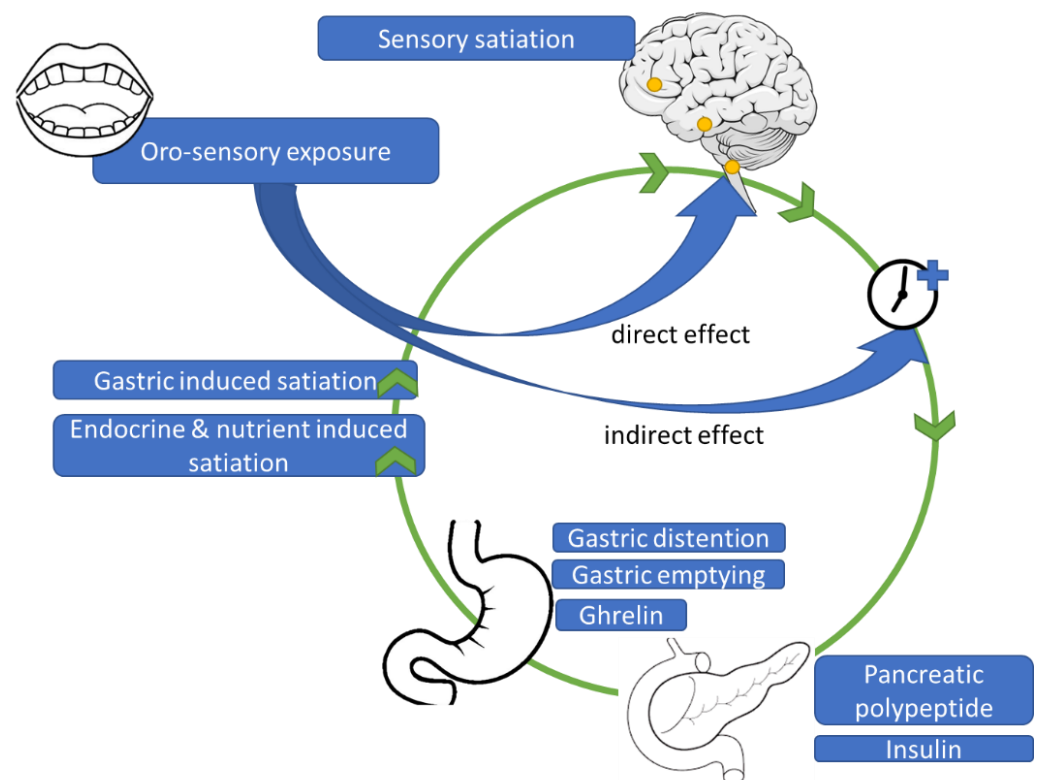 Sensory satiation
Oro-sensory exposure
direct effect
indirect effect
Gastric induced satiation
Endocrine & nutrient induced
satiation
Gastric distention
Gastric emptying
Ghrelin
Pancreatic
polypeptide
Insulin